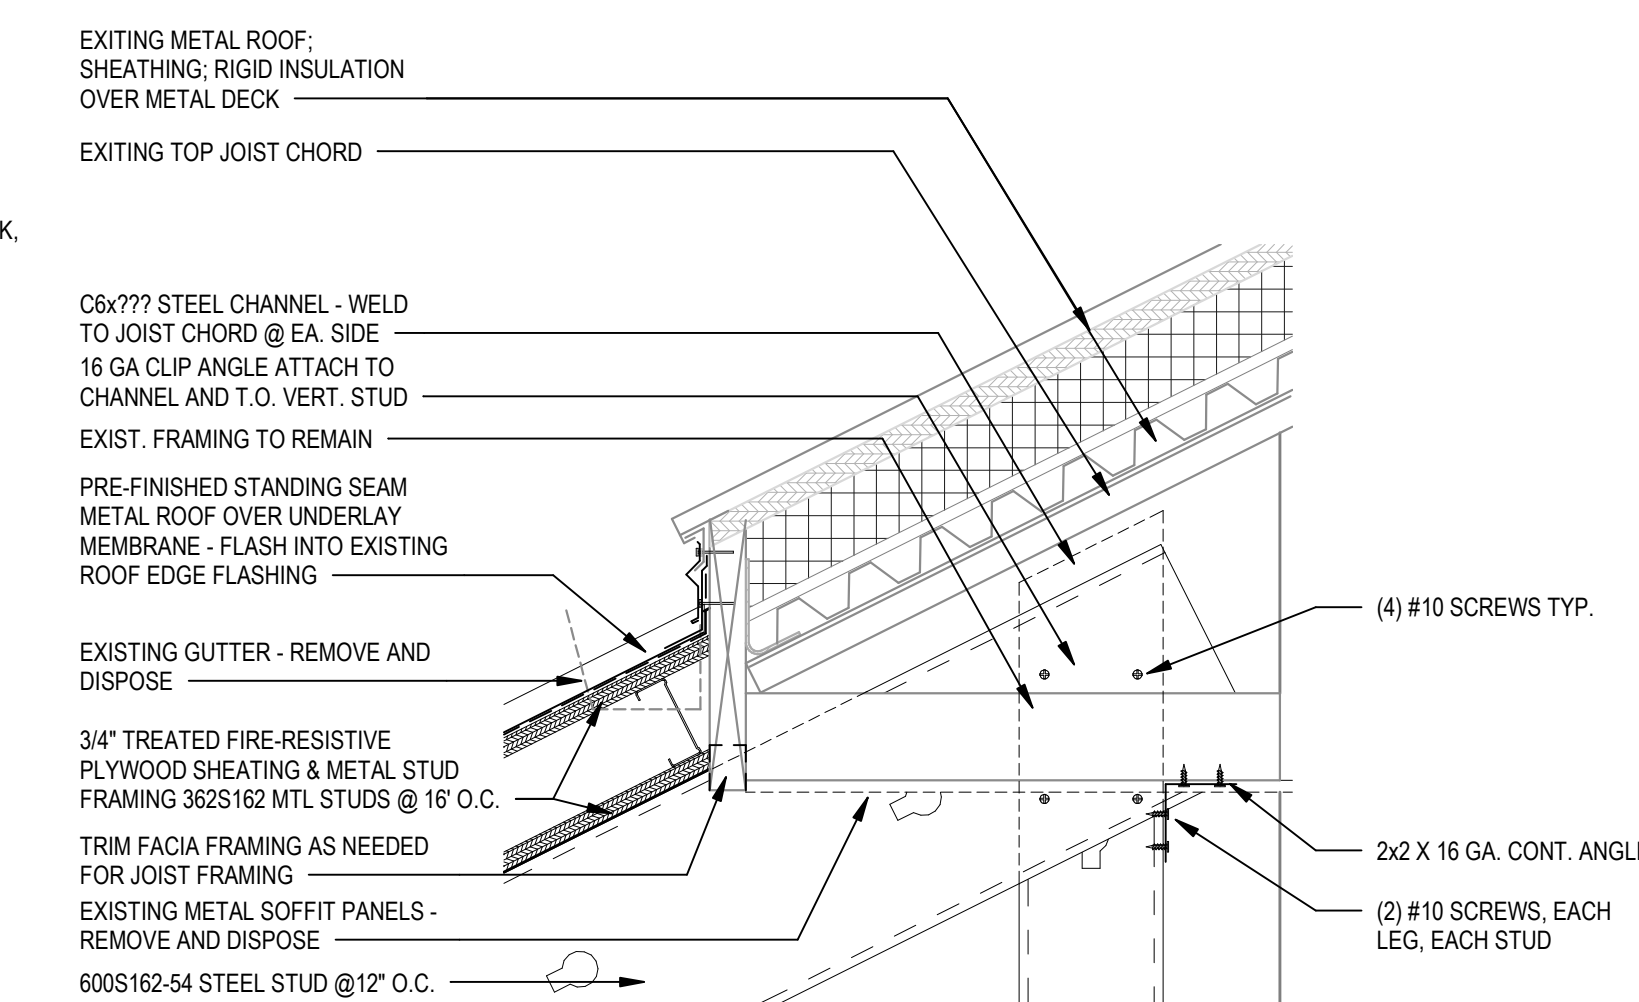 EXITING METAL ROOF;
SHEATHING; RIGID INSULATION
OVER METAL DECK
EXITING TOP JOIST CHORD
K,
C6x??? STEEL CHANNEL - WELD
TO JOIST CHORD @ EA. SIDE
16 GA CLIP ANGLE ATTACH TO
CHANNEL AND T.O. VERT. STUD
EXIST. FRAMING TO REMAIN
PRE-FINISHED STANDING SEAM
METAL ROOF OVER UNDERLAY
MEMBRANE - FLASH INTO EXISTING
ROOF EDGE FLASHING
EXISTING GUTTER - REMOVE AND
DISPOSE
3/4" TREATED FIRE-RESISTIVE
PLYWOOD SHEATING & METAL STUD
FRAMING 362S162 MTL STUDS @ 16' O.C.
TRIM FACIA FRAMING AS NEEDED
FOR JOIST FRAMING
EXISTING METAL SOFFIT PANELS -
REMOVE AND DISPOSE
600S162-54 STEEL STUD @12" O.C.
(4) #10 SCREWS TYP.
2x2 X 16 GA. CONT. ANGL
(2) #10 SCREWS, EACH
LEG, EACH STUD